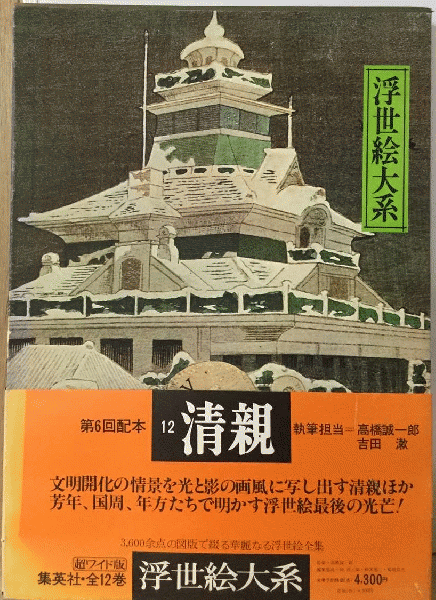 浮世絵大系
第6回配本
12
清親
執筆担当=高橋誠一郎
吉田 漱
文明開化の情景を光と影の画風に写し出す清親ほか
芳年、国周、年方たちで明かす浮世絵最後の光芒!
3,600余点の図版で綴る華麗なる浮世絵全集
超ワイド版
集英社・全12巻
浮世絵大系
4,300円